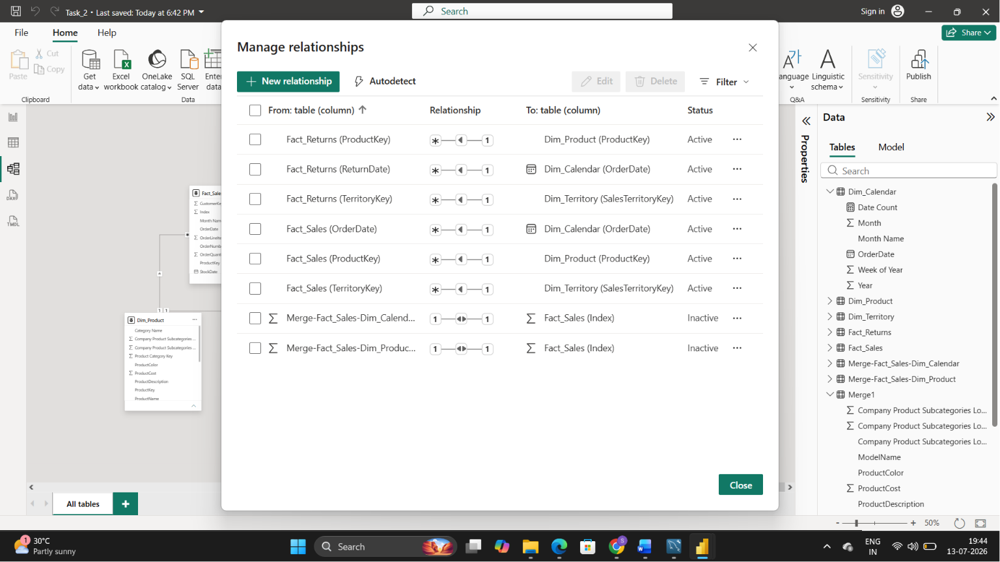 Task_2 • Last saved: Today at 6:42 PM
Search
Sign in
File
Home
Help
Share
Paste
Cut
Copy
Clipboard
Get data
Excel workbook
OneLake catalog
SQL Server
Enter data
Data
Linguistic schema
Q&A
Sensitivity
Sensitivity
Publish
Share
Manage relationships
New relationship
Autodetect
Edit
Delete
Filter
From: table (column) Relationship To: table (column) Status
Fact_Returns (ProductKey) * 1 Dim_Product (ProductKey) Active
Fact_Returns (ReturnDate) * 1 Dim_Calendar (OrderDate) Active
Fact_Returns (TerritoryKey) * 1 Dim_Territory (SalesTerritoryKey) Active
Fact_Sales (OrderDate) * 1 Dim_Calendar (OrderDate) Active
Fact_Sales (ProductKey) * 1 Dim_Product (ProductKey) Active
Fact_Sales (TerritoryKey) * 1 Dim_Territory (SalesTerritoryKey) Active
Σ Merge-Fact_Sales-Dim_Calend... 1 1 Σ Fact_Sales (Index) Inactive
Σ Merge-Fact_Sales-Dim_Produc... 1 1 Σ Fact_Sales (Index) Inactive
Close
Index
OrderDate
ProductKey
StockDate
1 1
Dim_Product
Category Name
Company Product Subcategories ...
Company Product Subcategories ...
Product Category Key
ProductColor
ProductCost
ProductDescription
ProductKey
ProductName
DAX
TMDL
All tables
Properties
Data
Tables
Model
Search
Dim_Calendar
Date Count
Month
Month Name
OrderDate
Week of Year
Year
Dim_Product
Dim_Territory
Fact_Returns
Fact_Sales
Merge-Fact_Sales-Dim_Calendar
Merge-Fact_Sales-Dim_Product
Merge1
Company Product Subcategories Lo...
Company Product Subcategories Lo...
Company Product Subcategories Lo...
ModelName
ProductColor
ProductCost
ProductDescription
- + 50%
1
30°C
Partly sunny
Search
ENG
IN
19:44
13-07-2026